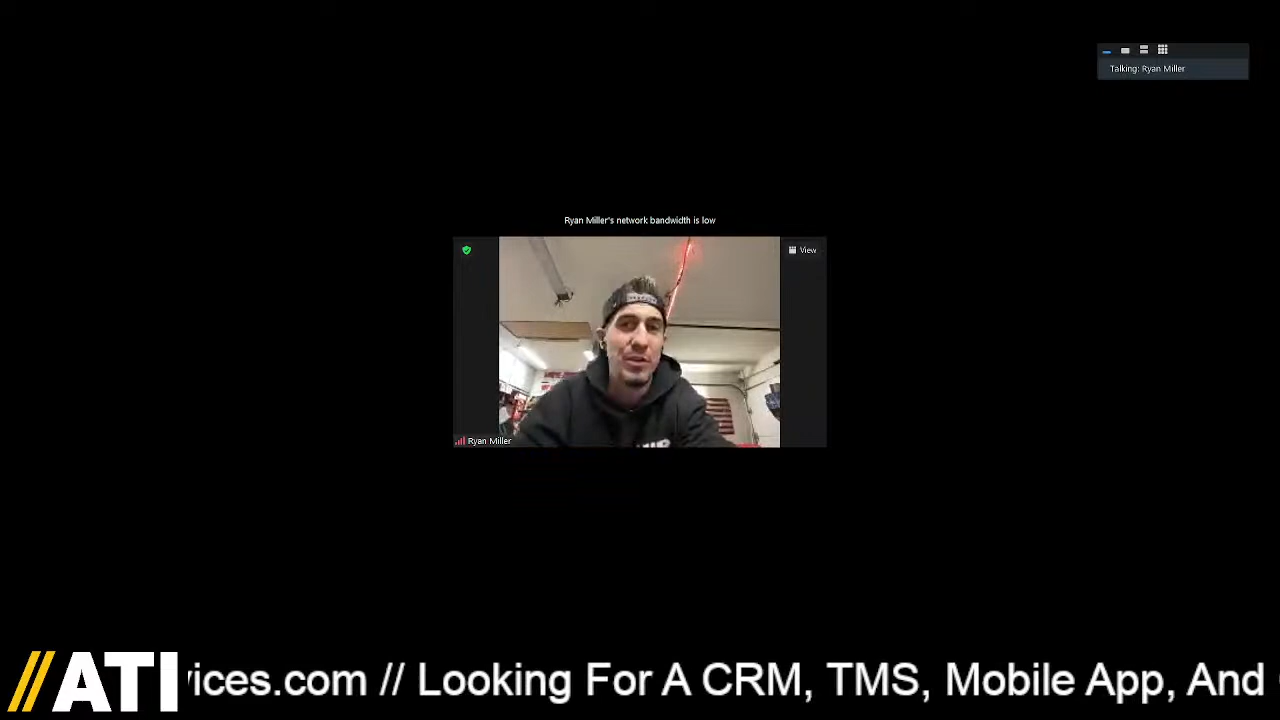 Talking: Ryan Miller
Ryan Miller's network bandwidth is low
View
Ryan Miller
//ATI
vices.com // Looking For A CRM, TMS, Mobile App, And